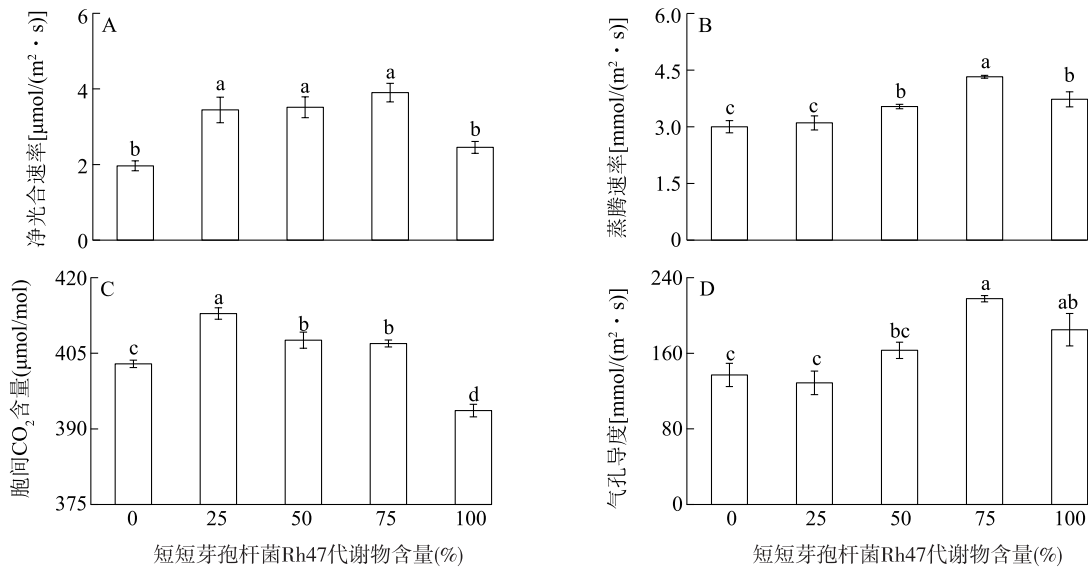 A
净光合速率[μmol/(m²·s)]
6
4
2
0
b
a
a
a
b
B
蒸腾速率[mmol/(m²·s)]
6.0
4.5
3.0
1.5
0
c
c
b
a
b
C
胞间CO₂含量(μmol/mol)
420
405
390
375
c
a
b
b
d
0 25 50 75 100
短短芽孢杆菌Rh47代谢物含量(%)
D
气孔导度[mmol/(m²·s)]
240
160
80
0
c
c
bc
a
ab
0 25 50 75 100
短短芽孢杆菌Rh47代谢物含量(%)